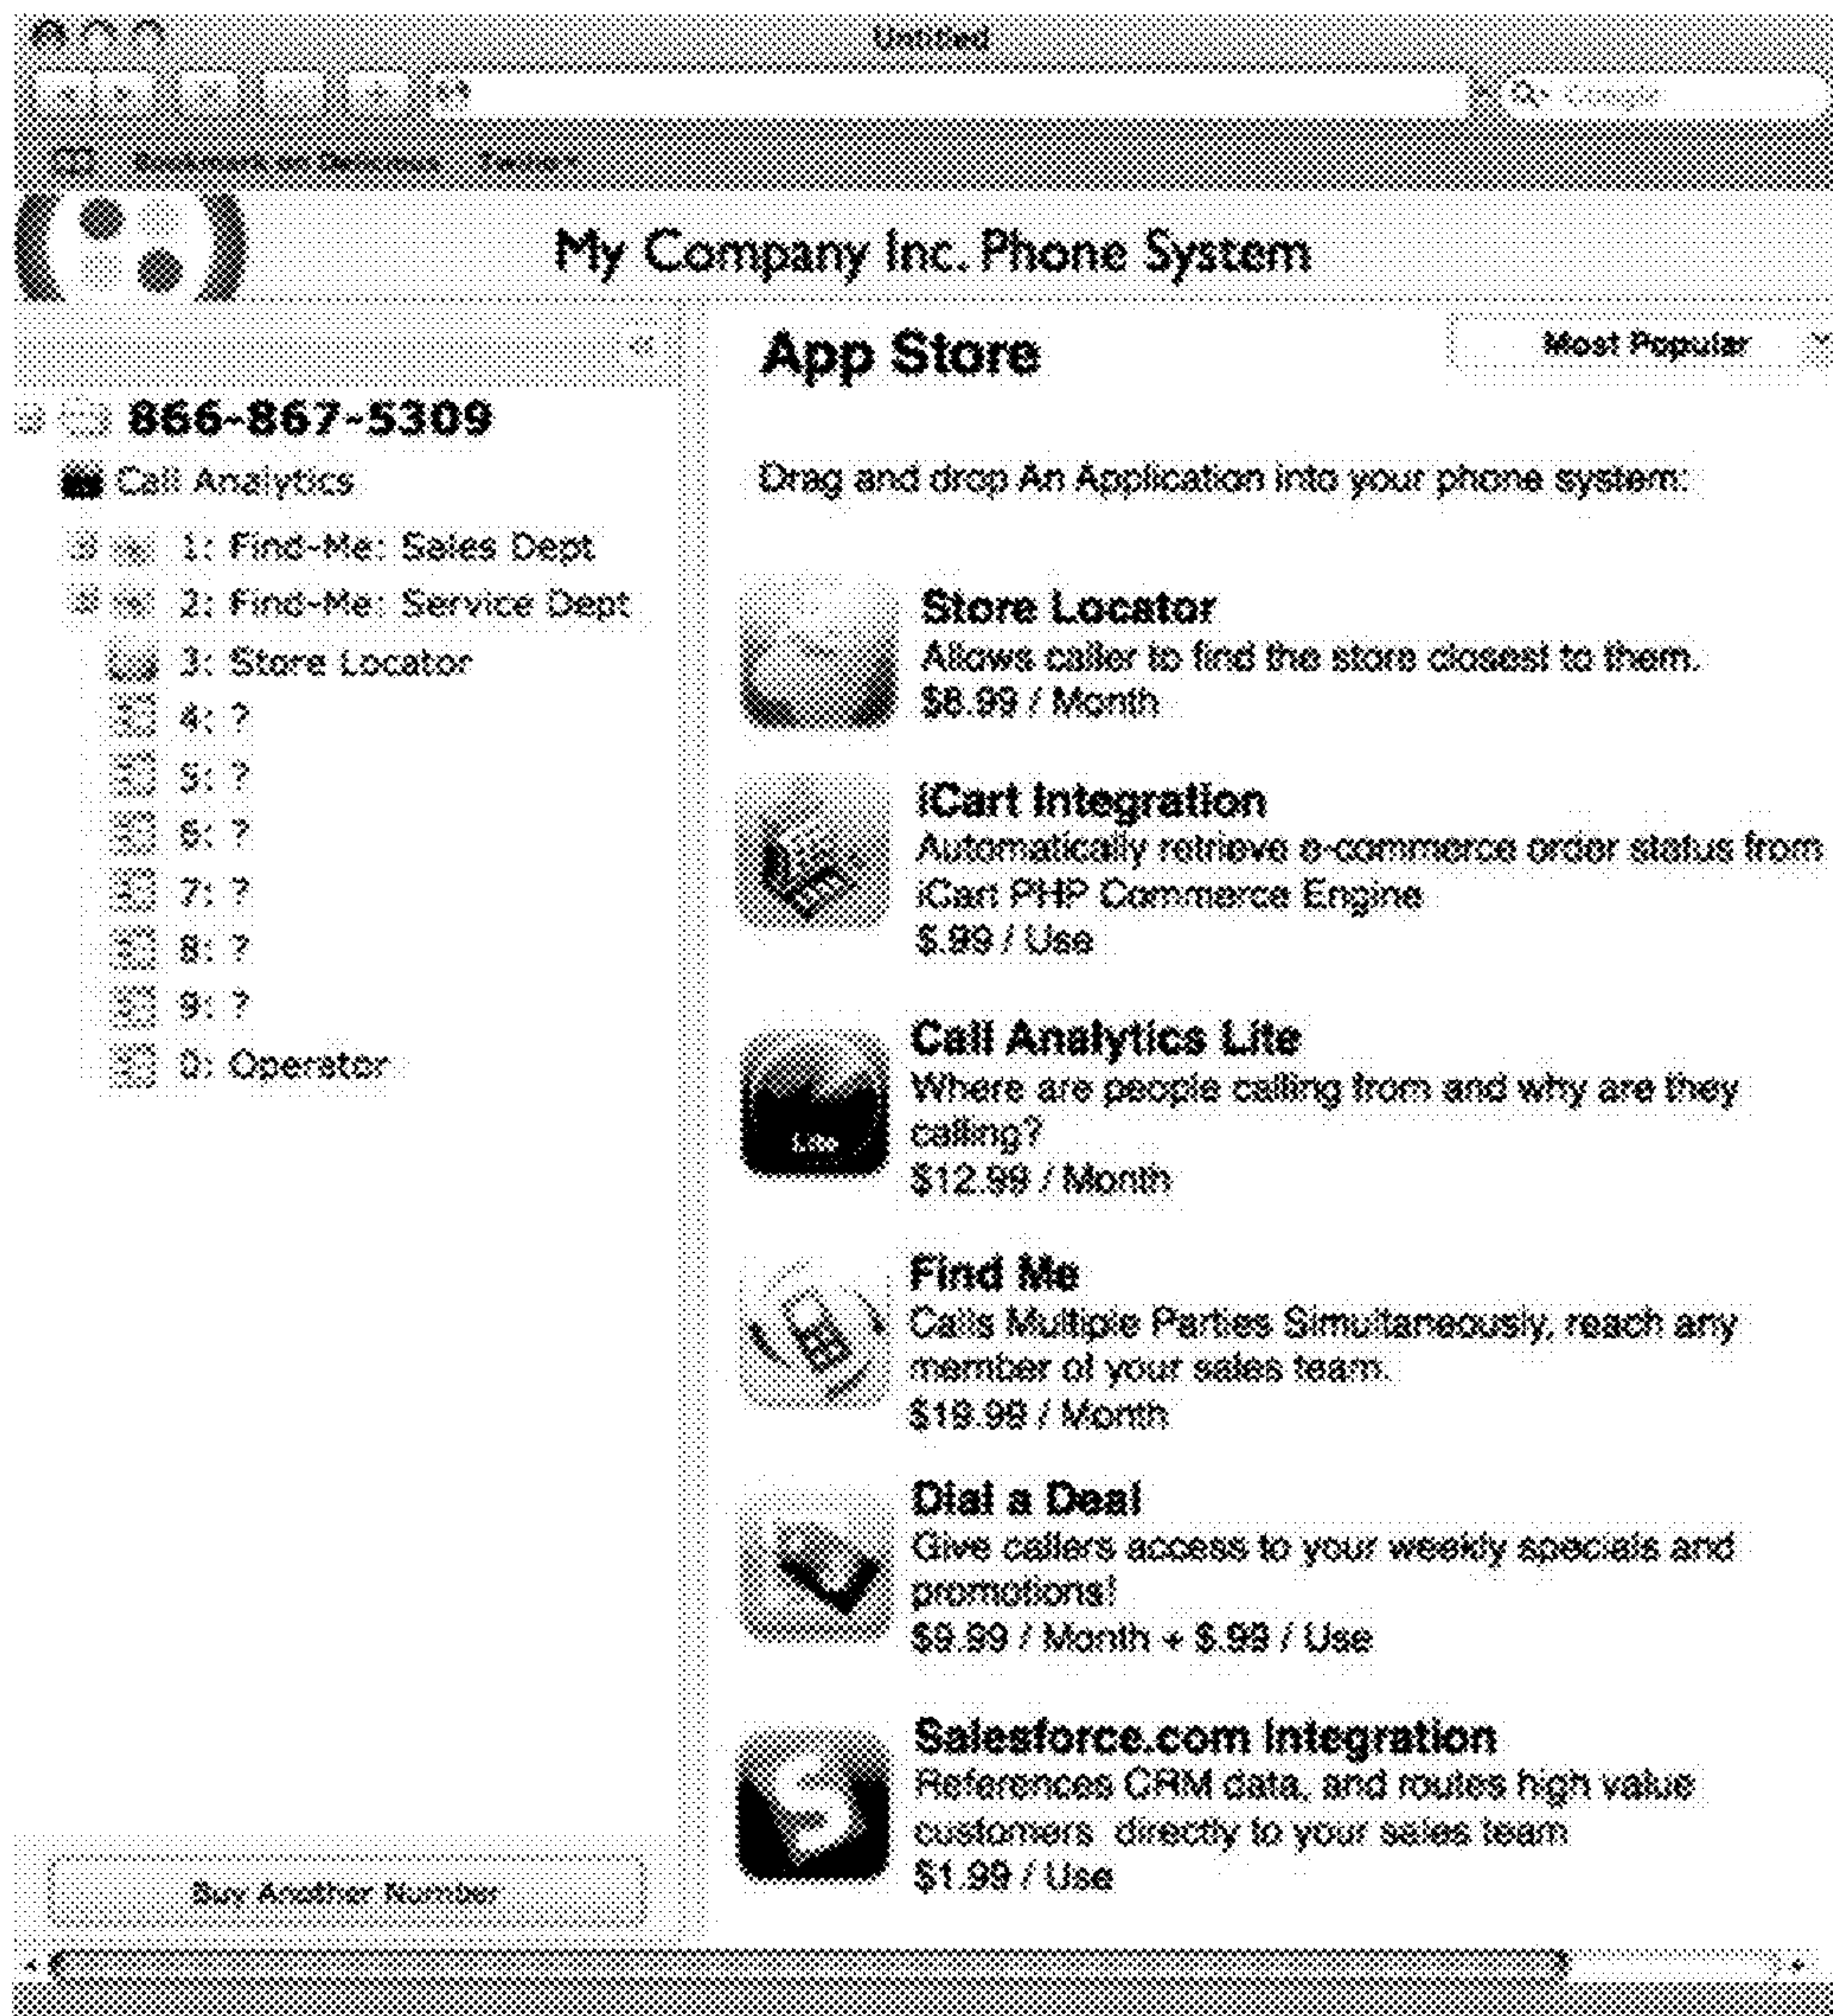 Untitled
Google
Bookmark on Delicious Twitter
My Company Inc. Phone System
App Store
Most Popular
866-867-5309
Call Analytics
1: Find-Me: Sales Dept
2: Find-Me: Service Dept
3: Store Locator
4: ?
5: ?
6: ?
7: ?
8: ?
9: ?
0: Operator
Buy Another Number
Drag and drop An Application into your phone system:
Store Locator
Allows caller to find the store closest to them.
$8.99 / Month
iCart Integration
Automatically retrieve e-commerce order status from
iCart PHP Commerce Engine
$.99 / Use
Call Analytics Lite
Where are people calling from and why are they
calling?
$12.99 / Month
Find Me
Calls Multiple Parties Simultaneously, reach any
member of your sales team.
$19.99 / Month
Dial a Deal
Give callers access to your weekly specials and
promotions!
$9.99 / Month + $.99 / Use
Salesforce.com Integration
References CRM data, and routes high value
customers directly to your sales team
$1.99 / Use